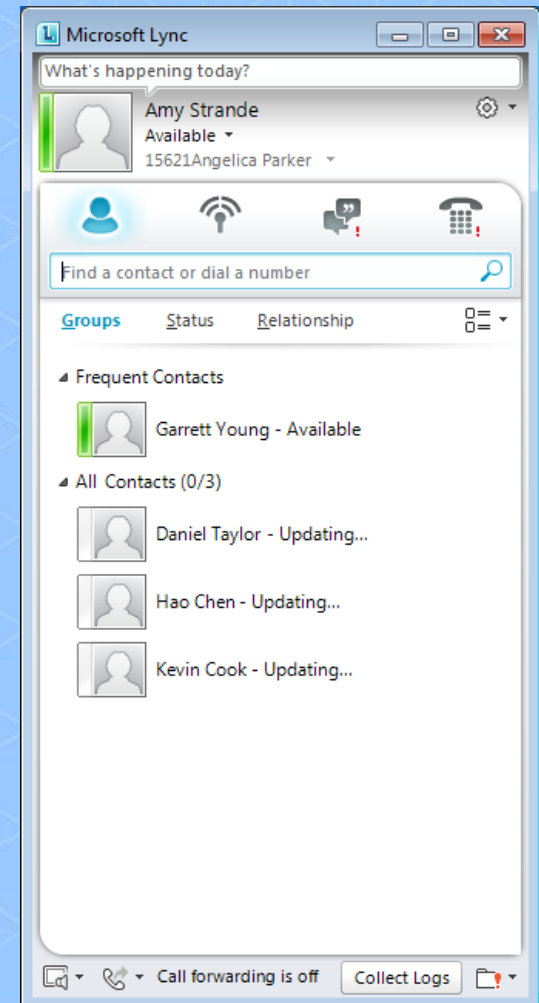 Microsoft Lync
What's happening today?
Amy Strande
Available
15621Angelica Parker
Find a contact or dial a number
Groups Status Relationship
Frequent Contacts
Garrett Young - Available
All Contacts (0/3)
Daniel Taylor - Updating...
Hao Chen - Updating...
Kevin Cook - Updating...
Call forwarding is off Collect Logs